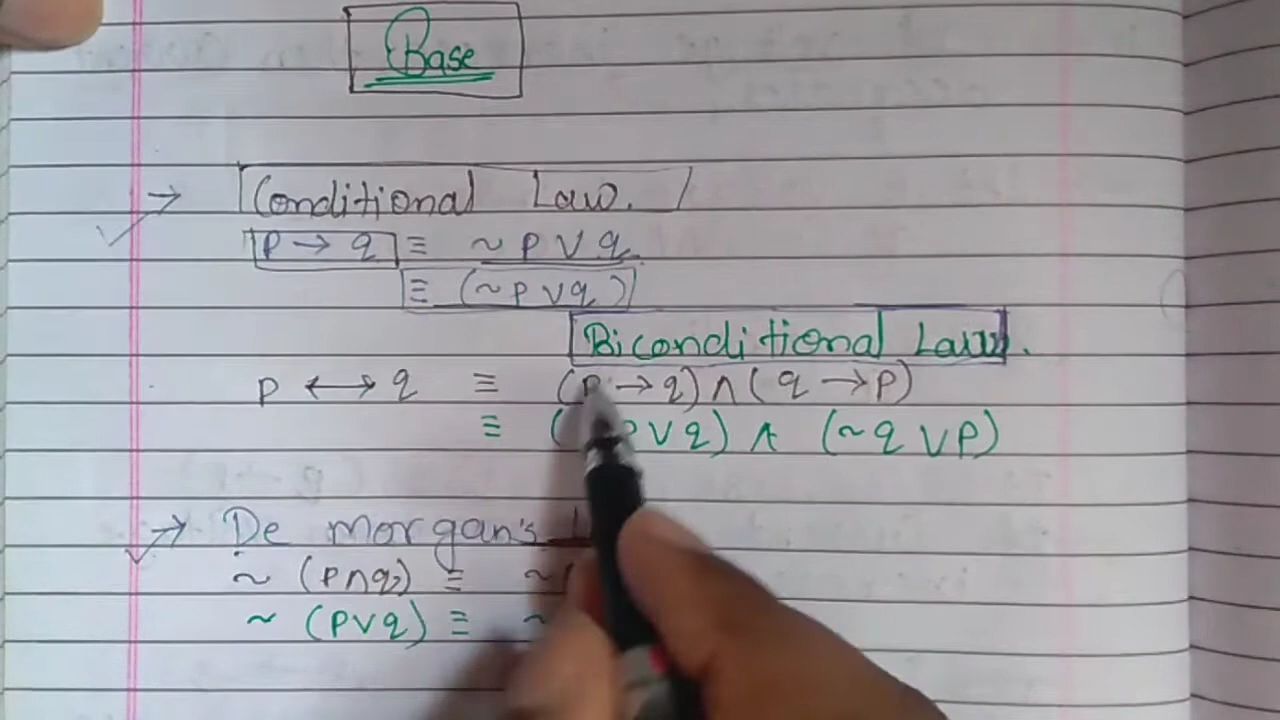 Base
→ Conditional Law.
p → q ≡ ~ p ∨ q.
≡ (~p ∨ q)
Biconditional Law.
p ↔ q ≡ (p → q) ∧ (q → p)
≡ ( p ∨ q) ∧ (~q ∨ p)
→ De morgan's L
~ (p ∧ q) ≡ ~(
~ (p ∨ q) ≡ ~